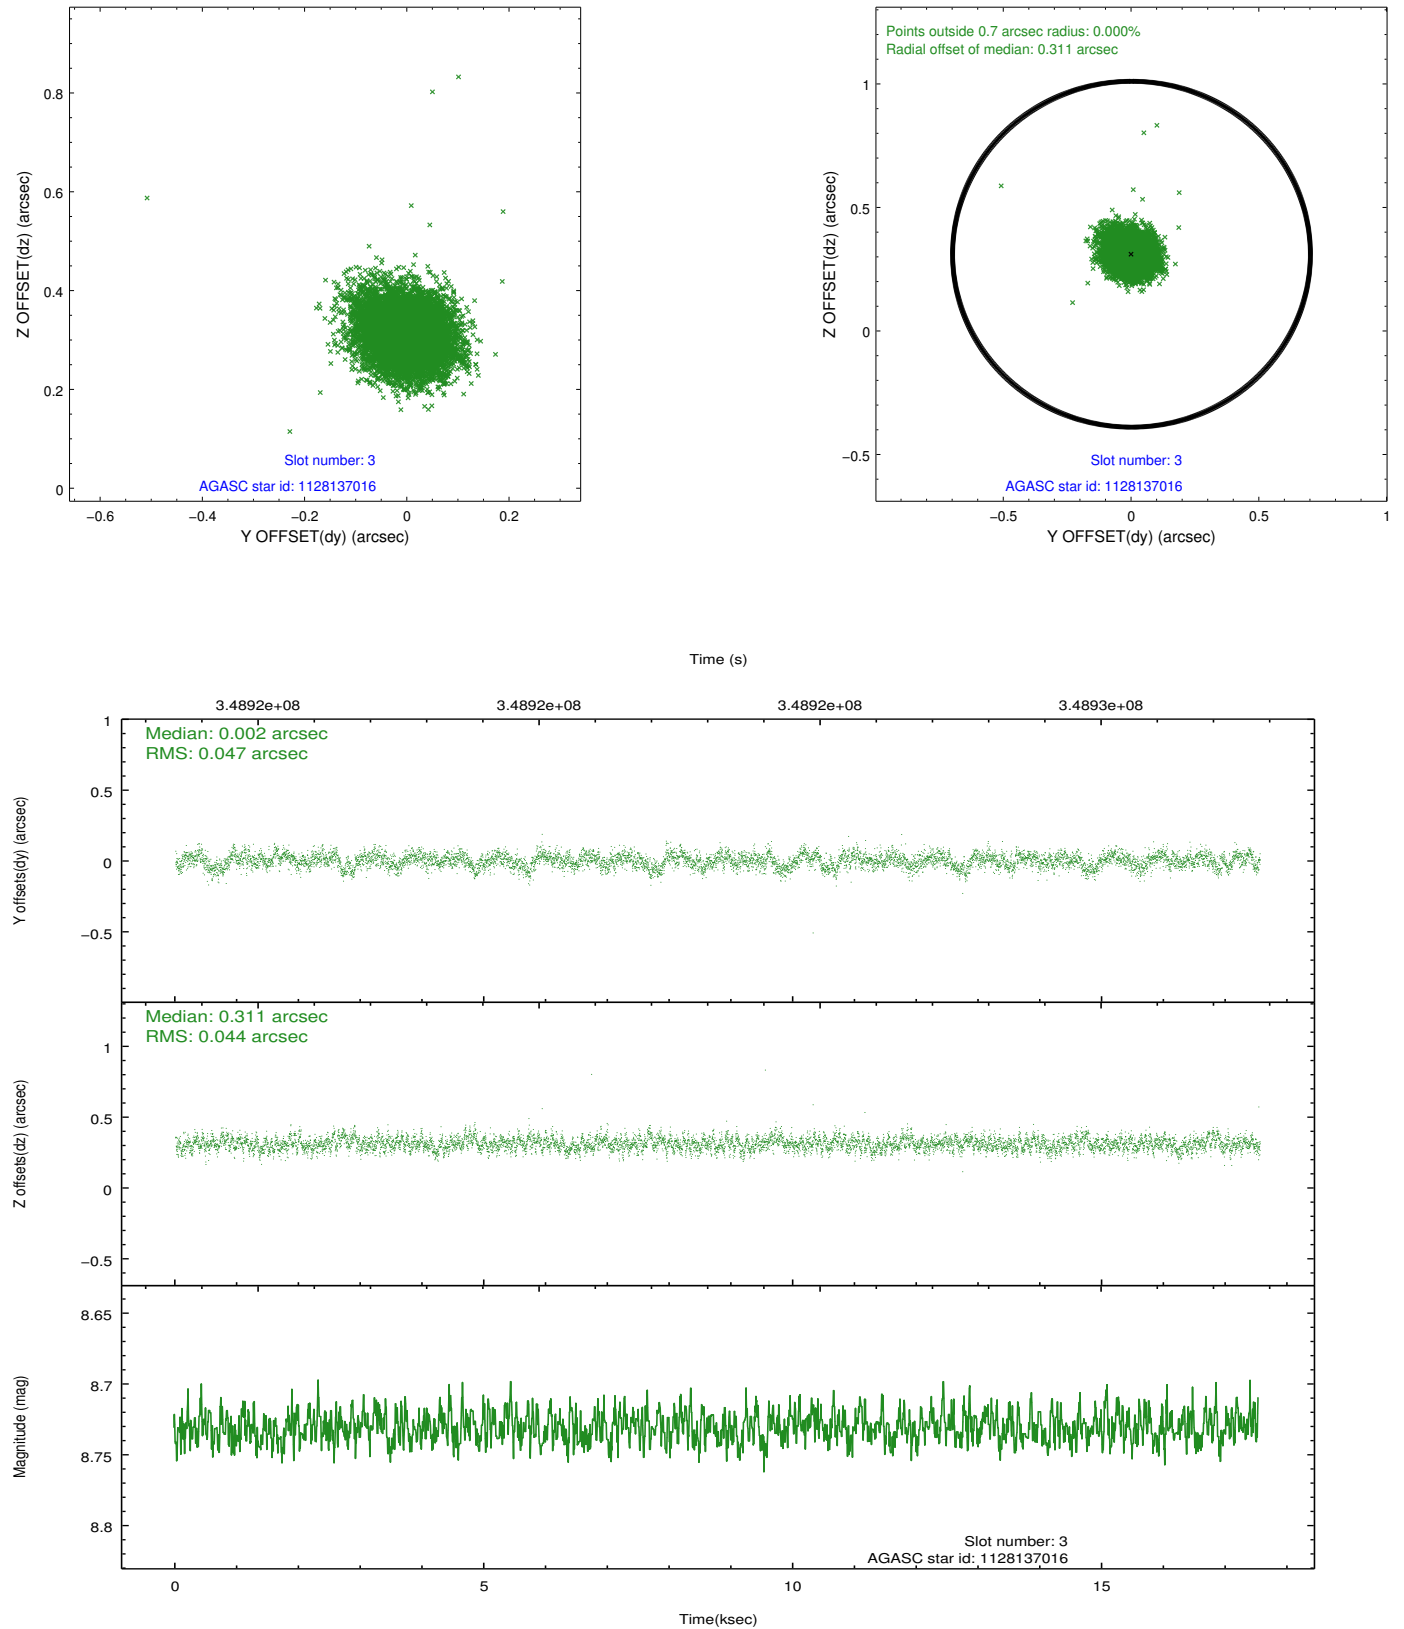 0.8
0.6
0.4
0.2
0
−0.6 −0.4 −0.2 0 0.2
Z OFFSET(dz) (arcsec)
Y OFFSET(dy) (arcsec)
Slot number: 3
AGASC star id: 1128137016
Points outside 0.7 arcsec radius: 0.000%
Radial offset of median: 0.311 arcsec
1
0.5
0
−0.5
−0.5 0 0.5 1
Z OFFSET(dz) (arcsec)
Y OFFSET(dy) (arcsec)
Slot number: 3
AGASC star id: 1128137016
Time (s)
3.4892e+08 3.4892e+08 3.4892e+08 3.4893e+08
Median: 0.002 arcsec
RMS: 0.047 arcsec
1
0.5
0
−0.5
Y offsets(dy) (arcsec)
Median: 0.311 arcsec
RMS: 0.044 arcsec
1
0.5
0
−0.5
Z offsets(dz) (arcsec)
8.65
8.7
8.75
8.8
Magnitude (mag)
Slot number: 3
AGASC star id: 1128137016
0 5 10 15
Time(ksec)